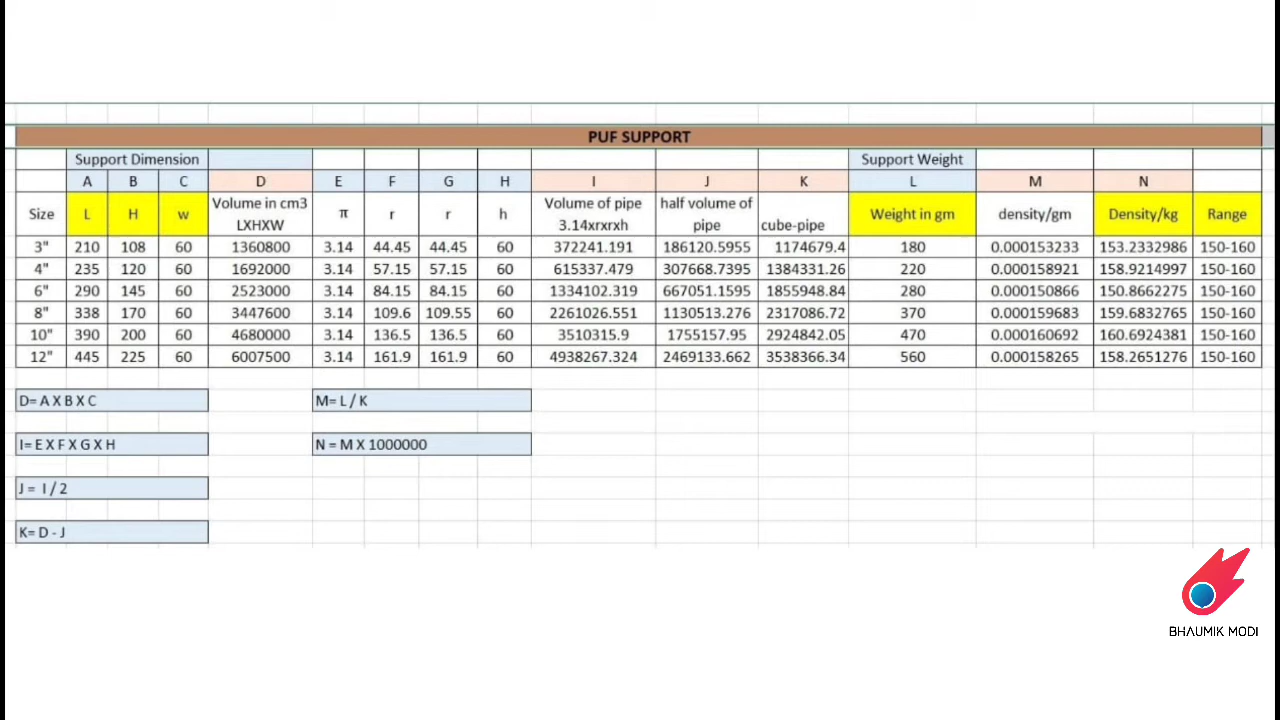 PUF SUPPORT
Support Dimension Support Weight
A B C D E F G H I J K L M N
Size L H w Volume in cm3 LXHXW π r r h Volume of pipe 3.14xrxrxh half volume of pipe cube-pipe Weight in gm density/gm Density/kg Range
3" 210 108 60 1360800 3.14 44.45 44.45 60 372241.191 186120.5955 1174679.4 180 0.000153233 153.2332986 150-160
4" 235 120 60 1692000 3.14 57.15 57.15 60 615337.479 307668.7395 1384331.26 220 0.000158921 158.9214997 150-160
6" 290 145 60 2523000 3.14 84.15 84.15 60 1334102.319 667051.1595 1855948.84 280 0.000150866 150.8662275 150-160
8" 338 170 60 3447600 3.14 109.6 109.55 60 2261026.551 1130513.276 2317086.72 370 0.000159683 159.6832765 150-160
10" 390 200 60 4680000 3.14 136.5 136.5 60 3510315.9 1755157.95 2924842.05 470 0.000160692 160.6924381 150-160
12" 445 225 60 6007500 3.14 161.9 161.9 60 4938267.324 2469133.662 3538366.34 560 0.000158265 158.2651276 150-160
D= A X B X C M= L / K
I= E X F X G X H N = M X 1000000
J = I / 2
K= D - J
BHAUMIK MODI